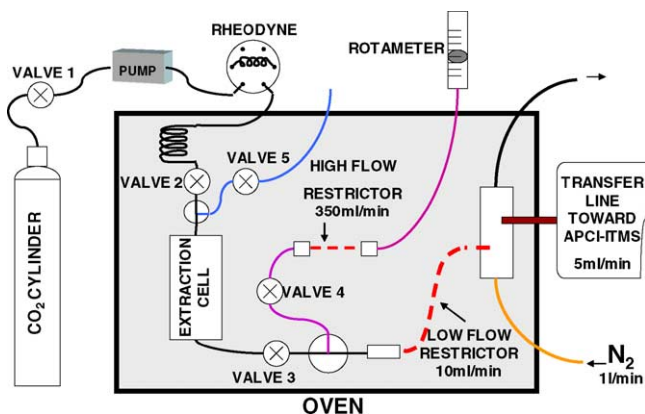 RHEODYNE
ROTAMETER
VALVE 1
PUMP
VALVE 2
VALVE 5
HIGH FLOW
RESTRICTOR
350ml/min
TRANSFER
LINE
TOWARD
APCI-ITMS
5ml/min
CO2 CYLINDER
EXTRACTION
CELL
VALVE 4
LOW FLOW
RESTRICTOR
10ml/min
VALVE 3
N2
1l/min
OVEN